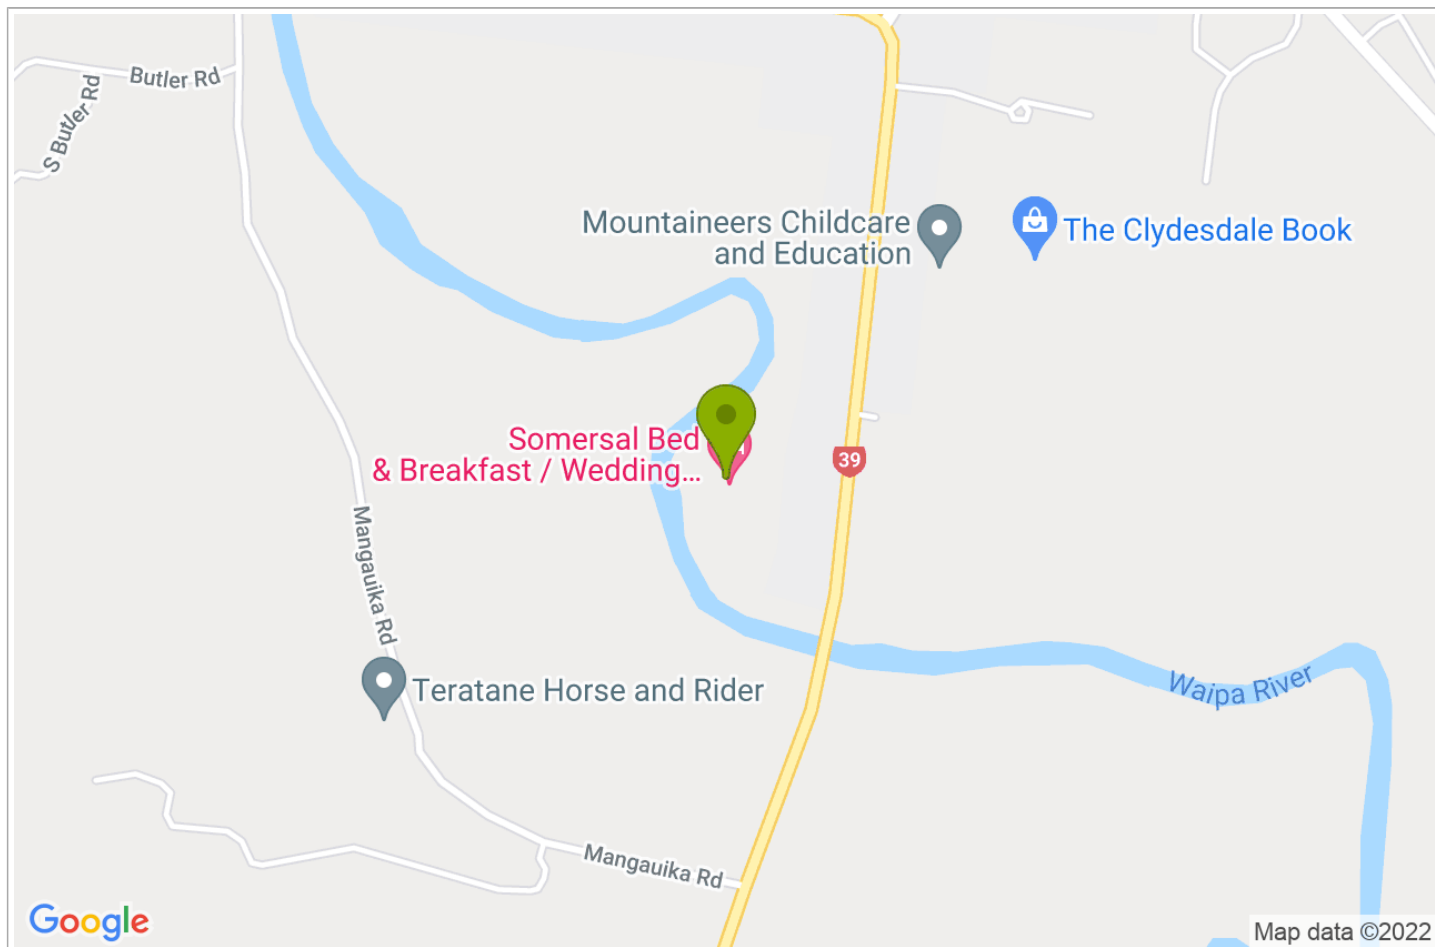 Butler Rd
S Butler Rd
Mountaineers Childcare
and Education
The Clydesdale Book
Somersal Bed
& Breakfast / Wedding...
39
Mangauika Rd
Teratane Horse and Rider
Waipa River
Mangauika Rd
Google
Map data ©2022